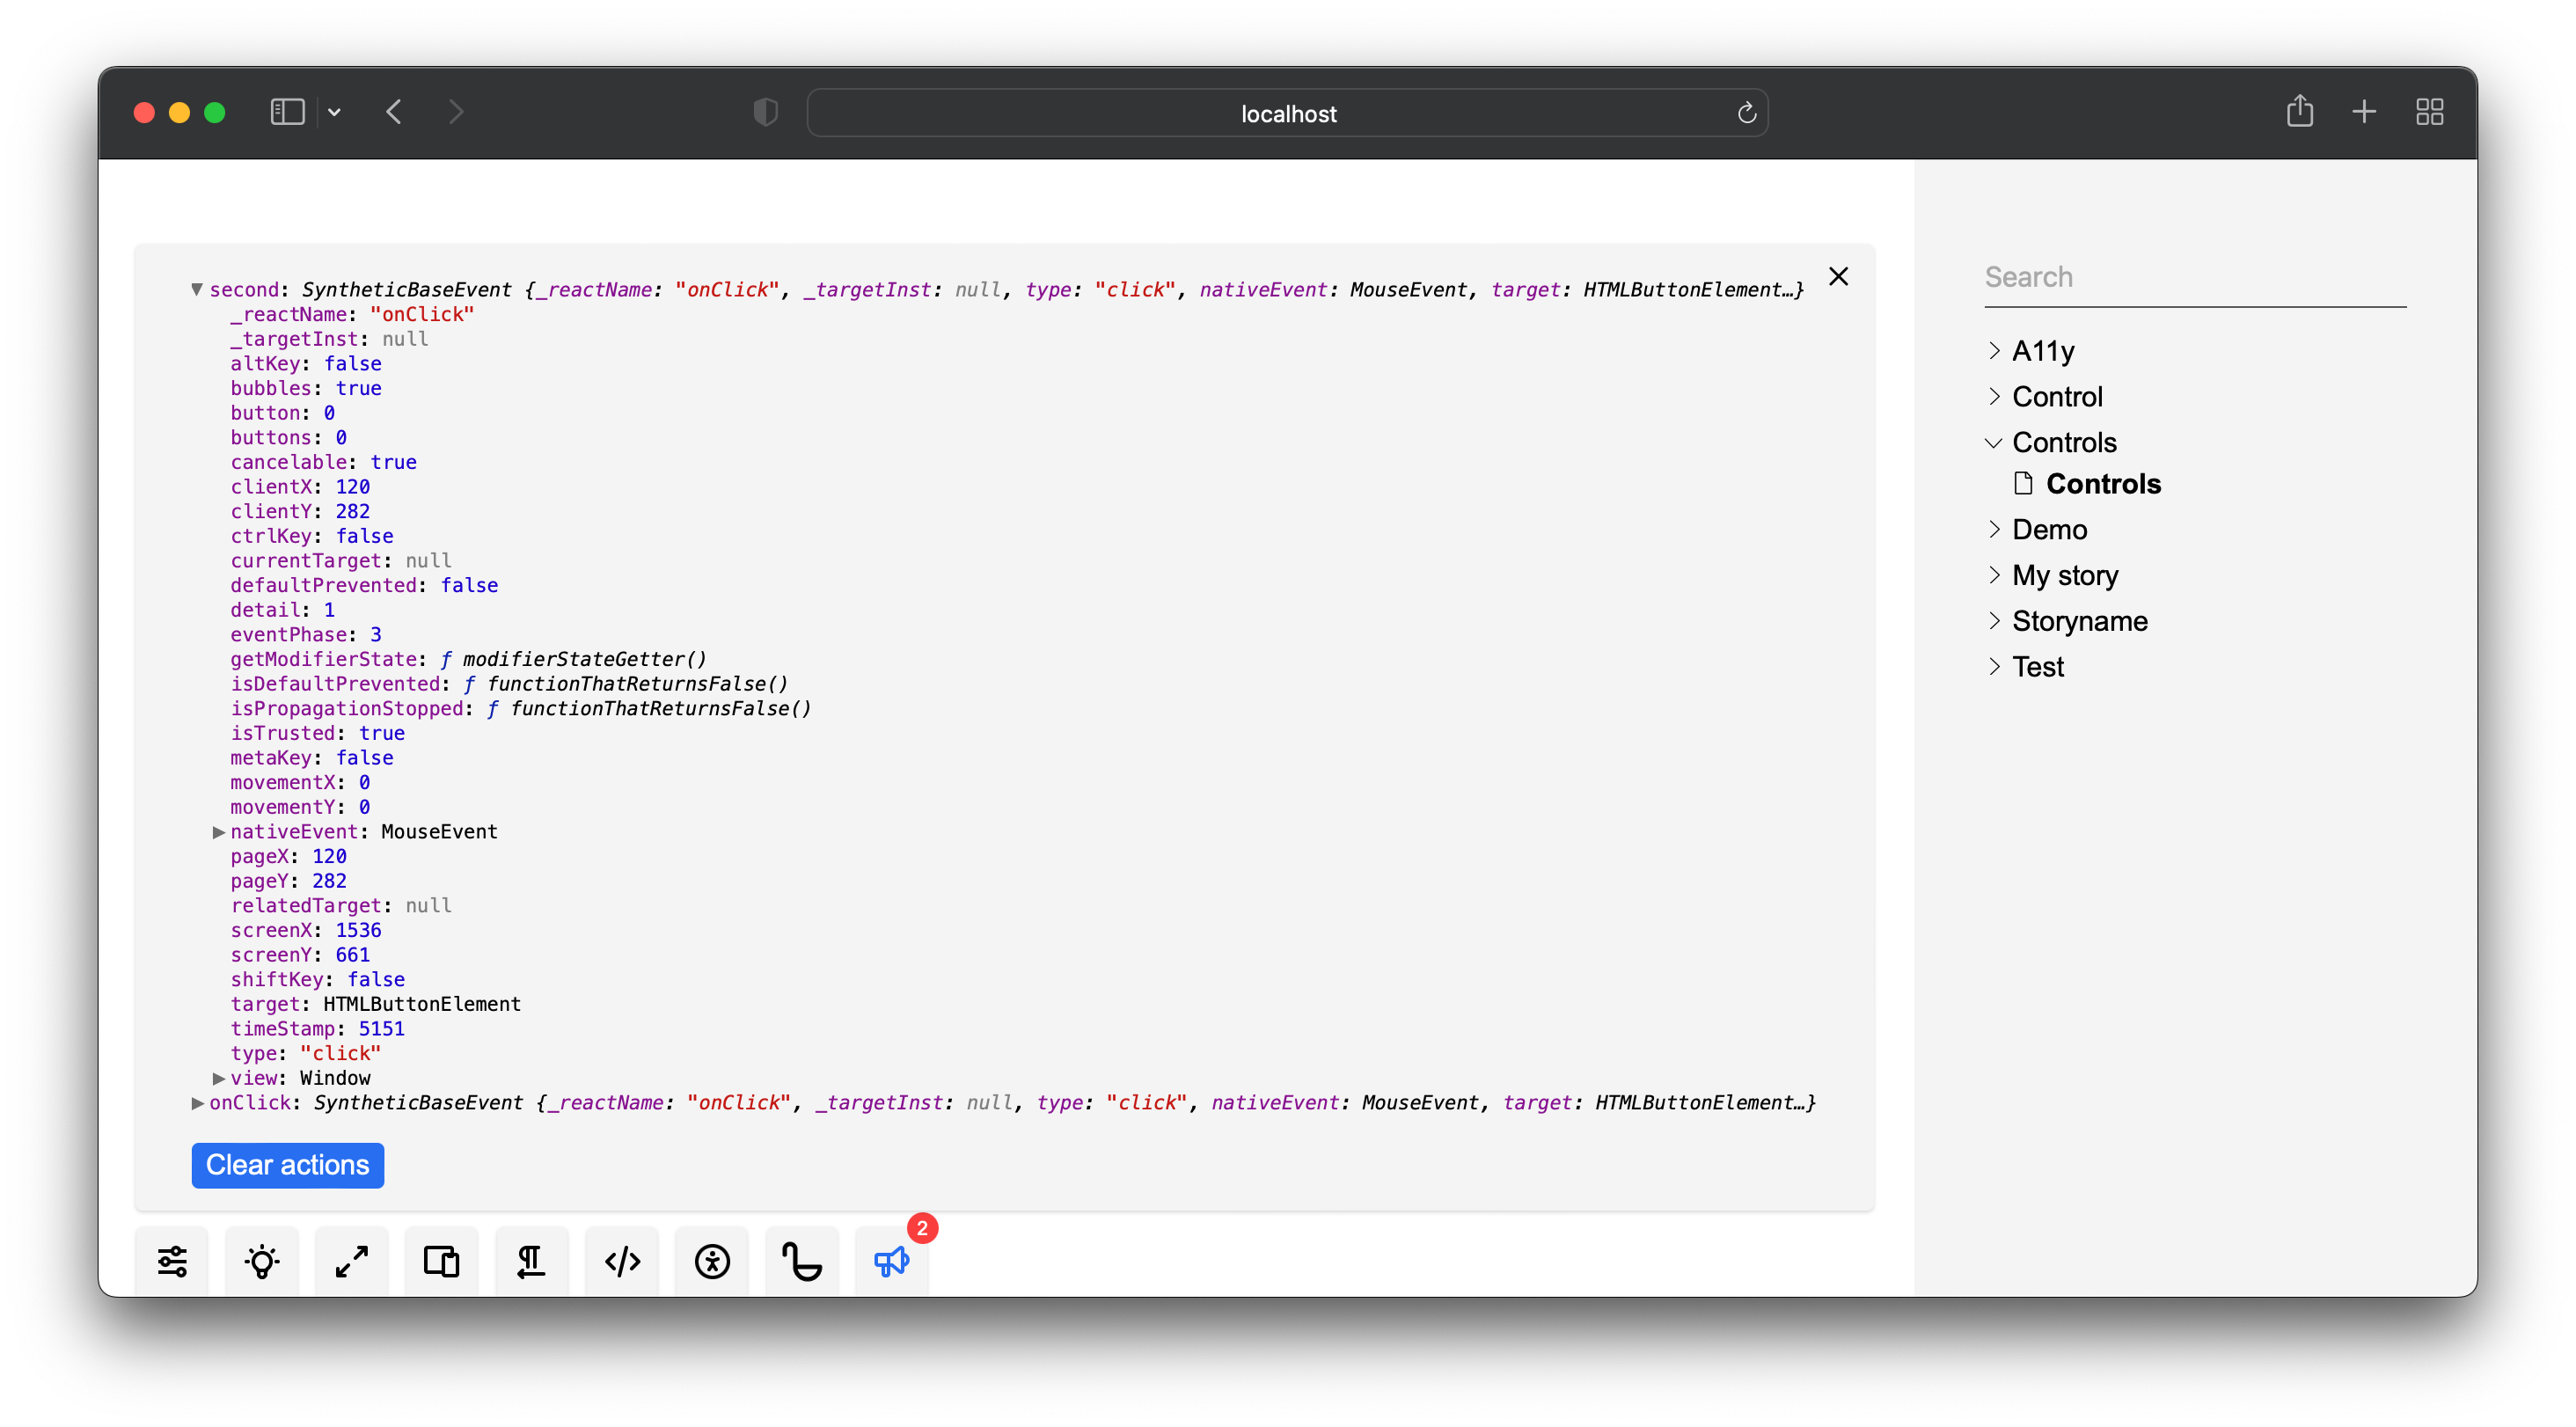 localhost
▼ second: SyntheticBaseEvent {_reactName: "onClick", _targetInst: null, type: "click", nativeEvent: MouseEvent, target: HTMLButtonElement…}
_reactName: "onClick"
_targetInst: null
altKey: false
bubbles: true
button: 0
buttons: 0
cancelable: true
clientX: 120
clientY: 282
ctrlKey: false
currentTarget: null
defaultPrevented: false
detail: 1
eventPhase: 3
getModifierState: ƒ modifierStateGetter()
isDefaultPrevented: ƒ functionThatReturnsFalse()
isPropagationStopped: ƒ functionThatReturnsFalse()
isTrusted: true
metaKey: false
movementX: 0
movementY: 0
▶ nativeEvent: MouseEvent
pageX: 120
pageY: 282
relatedTarget: null
screenX: 1536
screenY: 661
shiftKey: false
target: HTMLButtonElement
timeStamp: 5151
type: "click"
▶ view: Window
▶ onClick: SyntheticBaseEvent {_reactName: "onClick", _targetInst: null, type: "click", nativeEvent: MouseEvent, target: HTMLButtonElement…}
Clear actions
2
Search
A11y
Control
Controls
Controls
Demo
My story
Storyname
Test